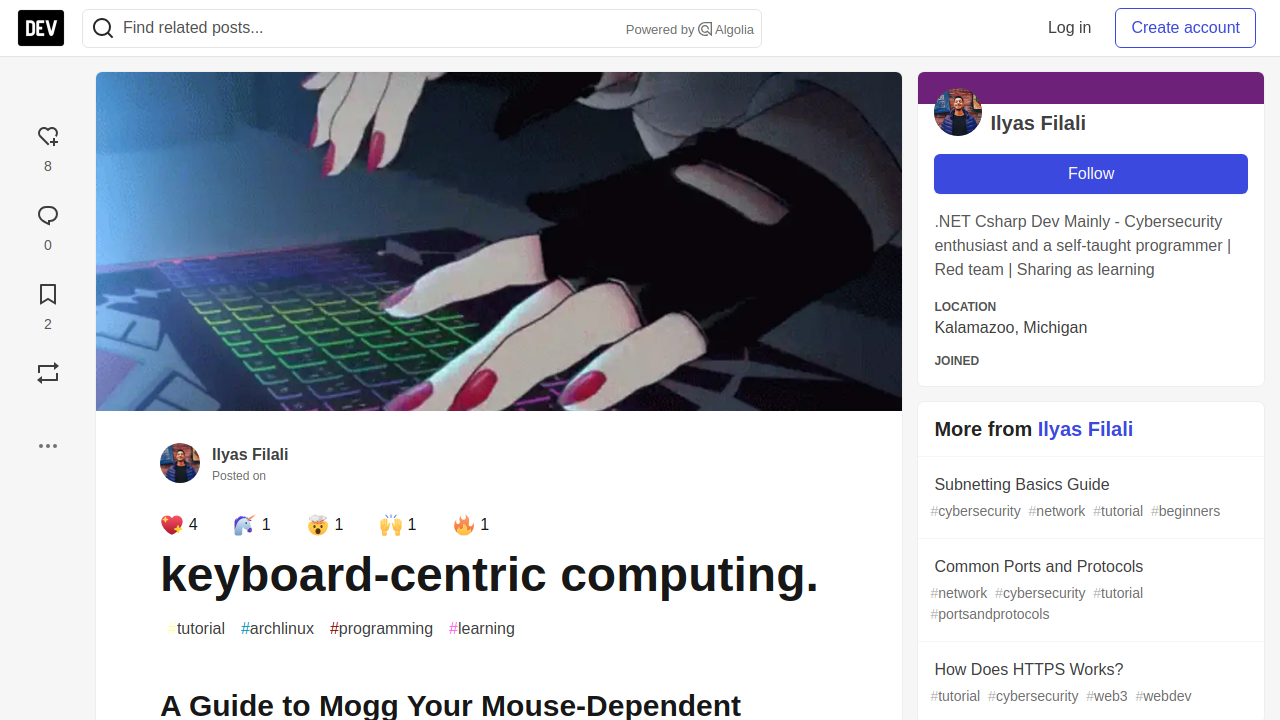 DEV
Find related posts...
Powered by Algolia
Log in
Create account
8
0
2
Ilyas Filali
Posted on
4
1
1
1
1
keyboard-centric computing.
#tutorial #archlinux #programming #learning
A Guide to Mogg Your Mouse-Dependent
Ilyas Filali
Follow
.NET Csharp Dev Mainly - Cybersecurity
enthusiast and a self-taught programmer |
Red team | Sharing as learning
LOCATION
Kalamazoo, Michigan
JOINED
More from Ilyas Filali
Subnetting Basics Guide
#cybersecurity #network #tutorial #beginners
Common Ports and Protocols
#network #cybersecurity #tutorial
#portsandprotocols
How Does HTTPS Works?
#tutorial #cybersecurity #web3 #webdev